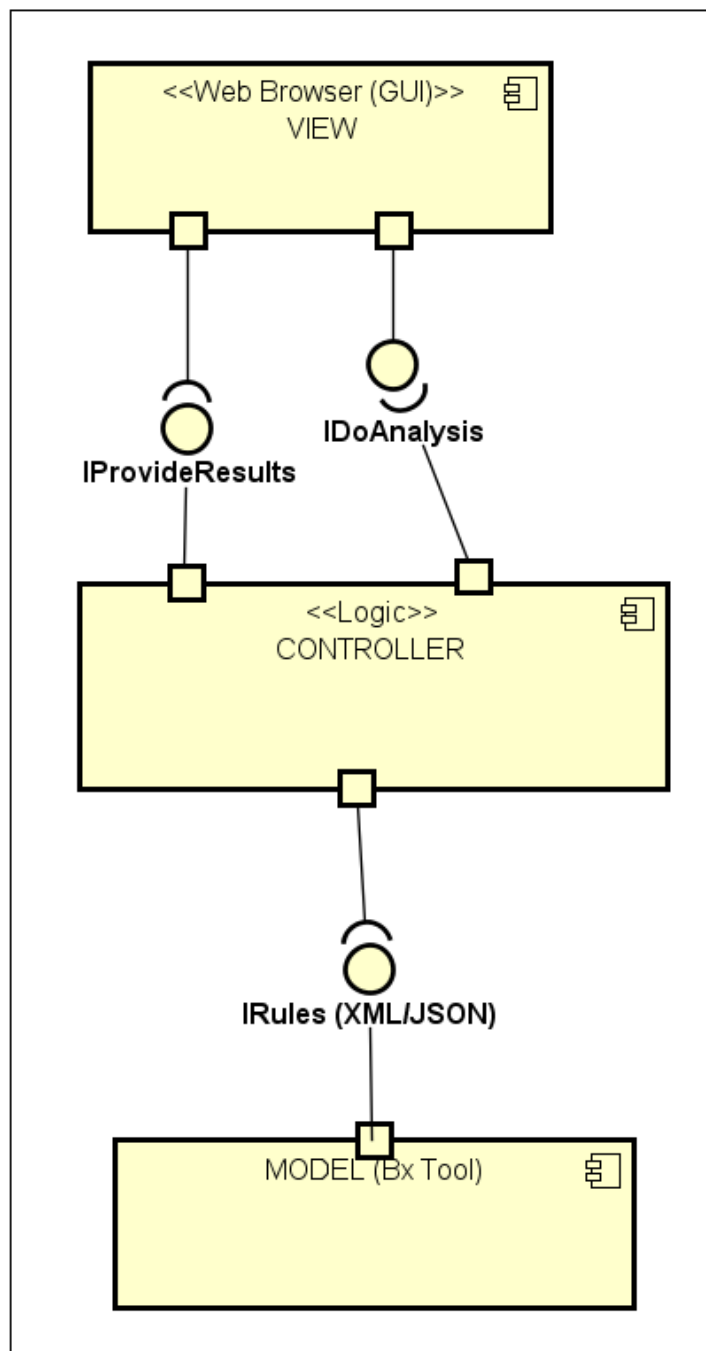 <<Web Browser (GUI)>>
VIEW
IDoAnalysis
IProvideResults
<<Logic>>
CONTROLLER
IRules (XML/JSON)
MODEL (Bx Tool)